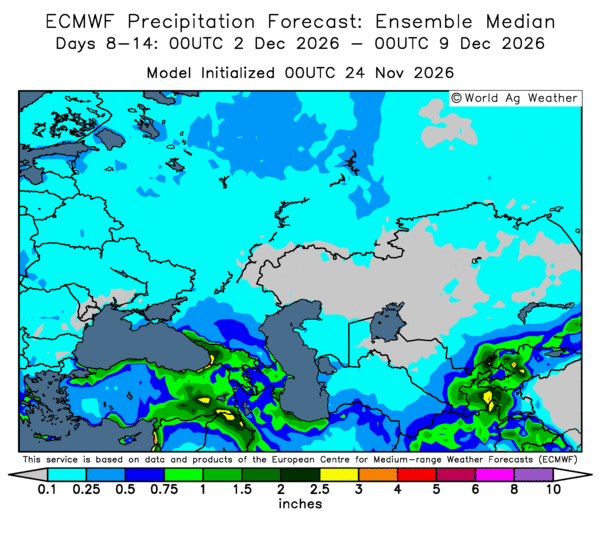 ECMWF Precipitation Forecast: Ensemble Median
Days 8−14: 00UTC 2 Dec 2026 − 00UTC 9 Dec 2026
Model Initialized 00UTC 24 Nov 2026
©World Ag Weather
This service is based on data and products of the European Centre for Medium-range Weather Forecasts (ECMWF)
0.1 0.25 0.5 0.75 1 1.5 2 2.5 3 4 5 6 8 10
inches